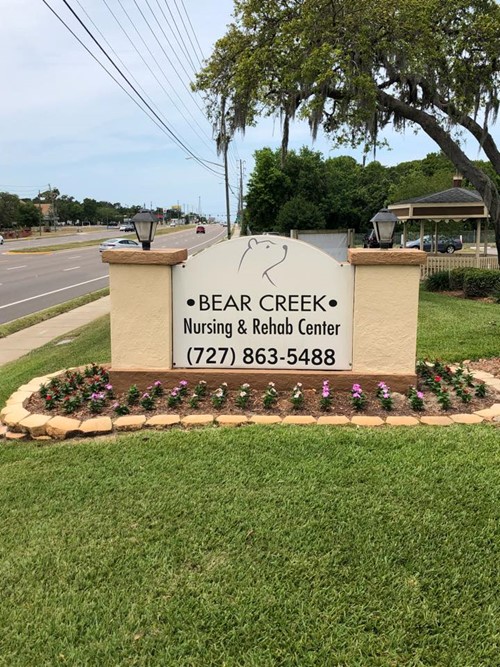 •BEAR CREEK•
Nursing & Rehab Center
(727) 863-5488